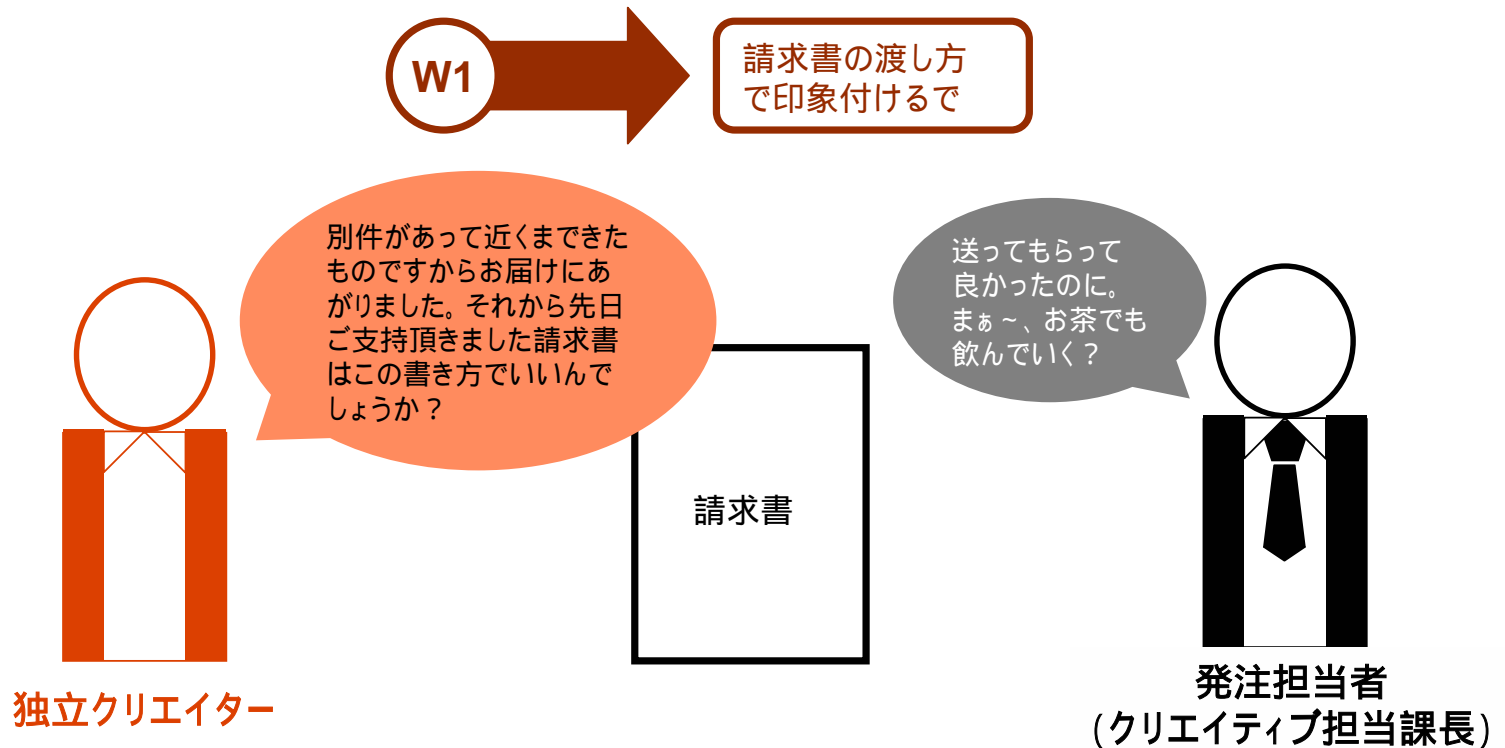 W1
請求書の渡し方
で印象付けるで
別件があって近くまできた
ものですからお届けにあ
がりました。それから先日
ご支持頂きました請求書
はこの書き方でいいんで
しょうか？
送ってもらって
良かったのに。
まぁ～、お茶でも
飲んでいく？
請求書
独立クリエイター
発注担当者
(クリエイティブ担当課長)